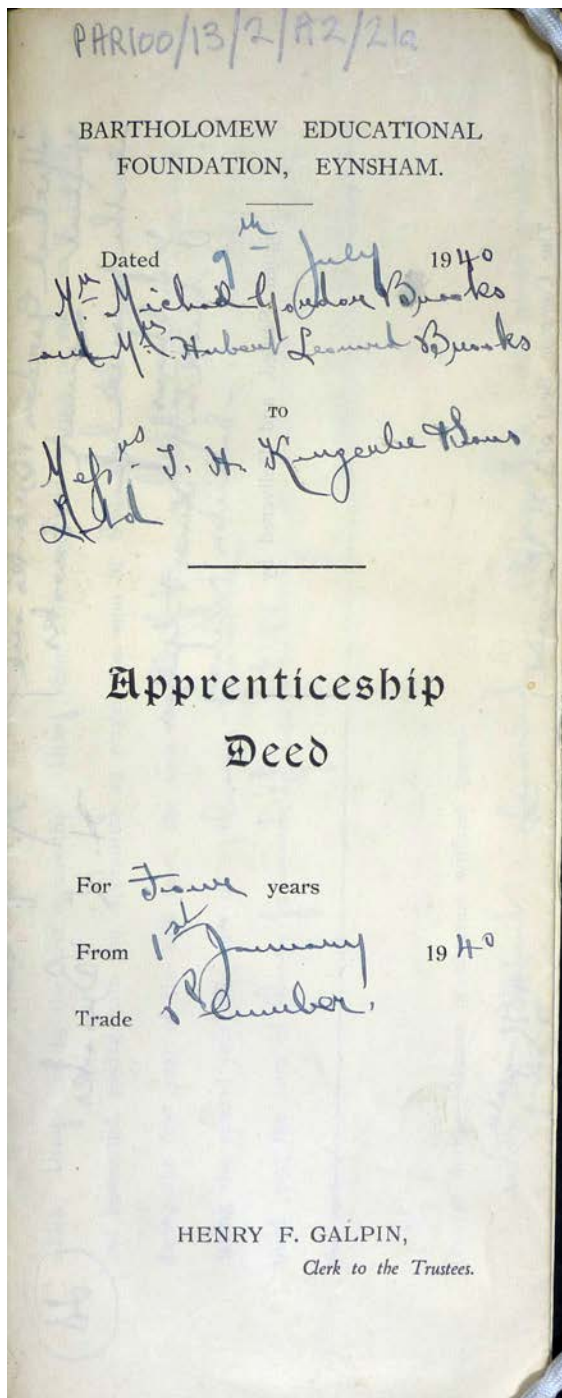 PAR100/13/2/A2/21a
BARTHOLOMEW EDUCATIONAL
FOUNDATION, EYNSHAM.
Dated 9th July 1940
Mr Michael Gordon Brooks
and Mr Hubert Leonard Brooks
TO
Messrs T. H. Kingerlee & Sons
Ltd
Apprenticeship
Deed
For Four years
From 1st January 1940
Trade Plumber.
HENRY F. GALPIN,
Clerk to the Trustees.